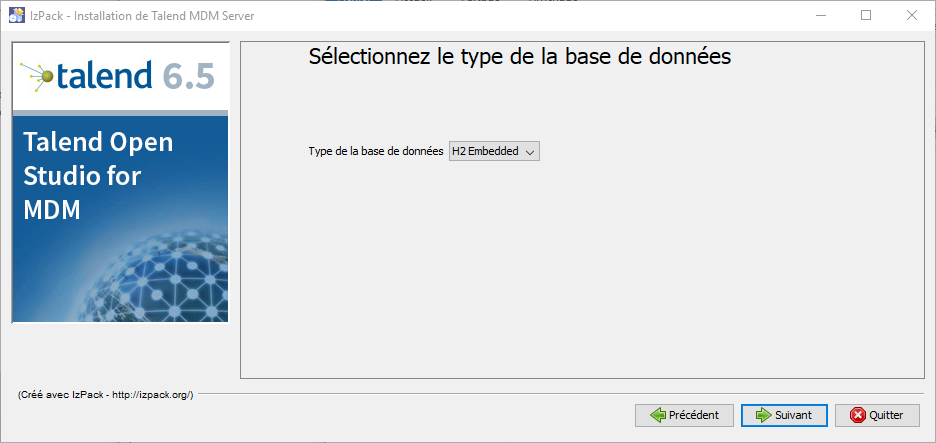 IzPack - Installation de Talend MDM Server
talend 6.5
Talend Open
Studio for
MDM
Sélectionnez le type de la base de données
Type de la base de données H2 Embedded
(Créé avec IzPack - http://izpack.org/)
Précédent Suivant Quitter